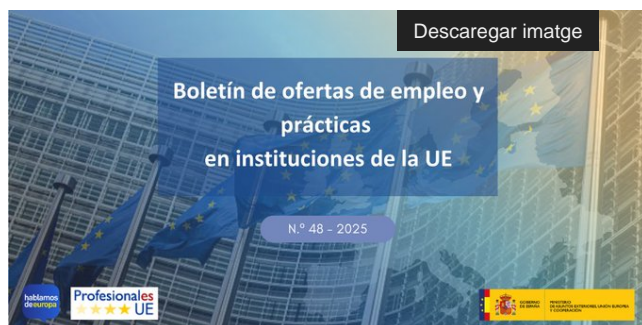 Descaregar imatge
Boletín de ofertas de empleo y
prácticas
en instituciones de la UE
N.º 48 - 2025
hablamos
deeuropa
Profesionales
UE
GOBIERNO
DE ESPAÑA
MINISTERIO
DE ASUNTOS EXTERIORES, UNIÓN EUROPEA
Y COOPERACIÓN